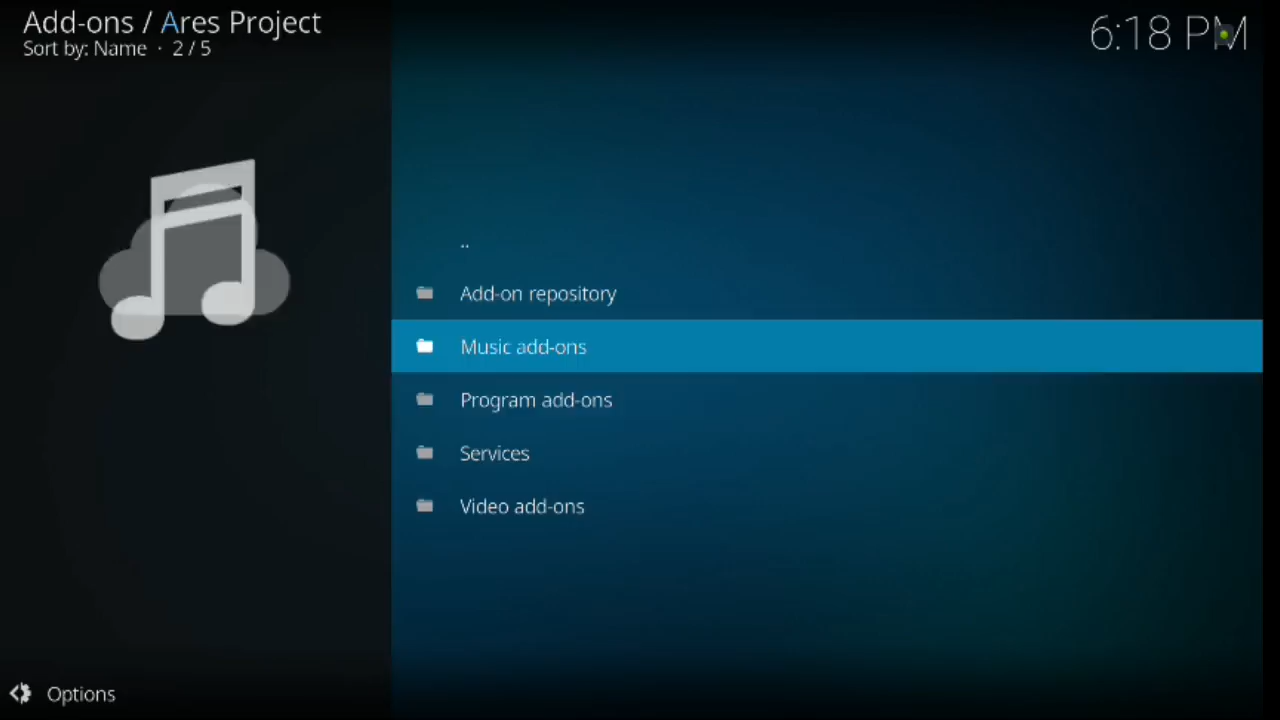 Add-ons / Ares Project
Sort by: Name · 2 / 5
6:18 PM
..
Add-on repository
Music add-ons
Program add-ons
Services
Video add-ons
Options